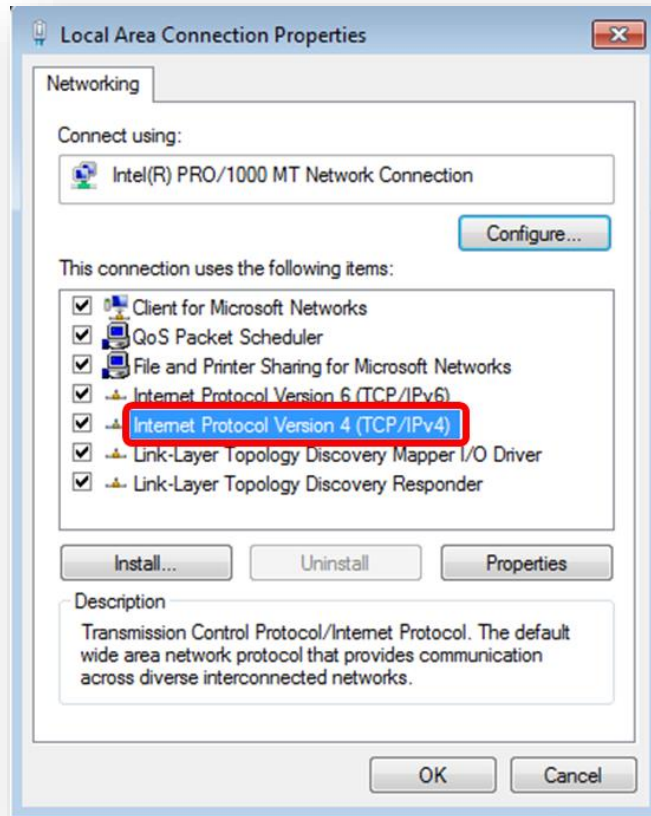 Local Area Connection Properties
Networking
Connect using:
Intel(R) PRO/1000 MT Network Connection
Configure...
This connection uses the following items:
Client for Microsoft Networks
QoS Packet Scheduler
File and Printer Sharing for Microsoft Networks
Internet Protocol Version 6 (TCP/IPv6)
Internet Protocol Version 4 (TCP/IPv4)
Link-Layer Topology Discovery Mapper I/O Driver
Link-Layer Topology Discovery Responder
Install... Uninstall Properties
Description
Transmission Control Protocol/Internet Protocol. The default
wide area network protocol that provides communication
across diverse interconnected networks.
OK Cancel